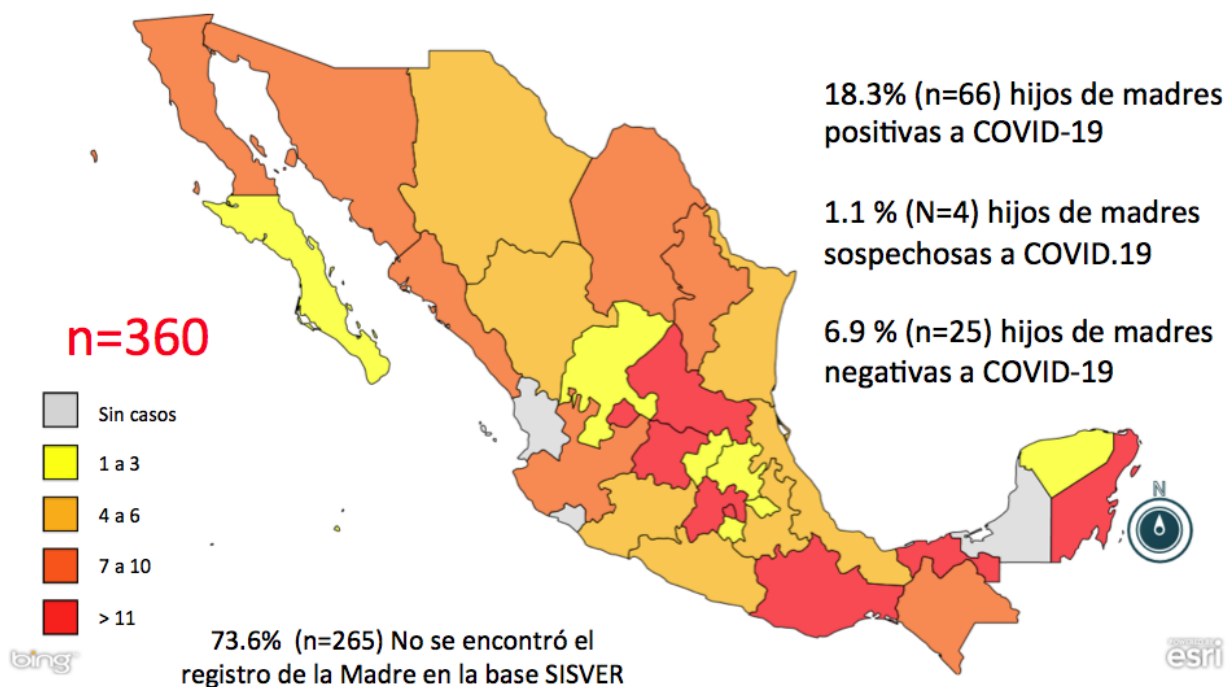 18.3% (n=66) hijos de madres
positivas a COVID-19
1.1 % (N=4) hijos de madres
sospechosas a COVID.19
6.9 % (n=25) hijos de madres
negativas a COVID-19
n=360
Sin casos
1 a 3
4 a 6
7 a 10
> 11
73.6% (n=265) No se encontró el
registro de la Madre en la base SISVER
N
bing
POWERED BY
esri